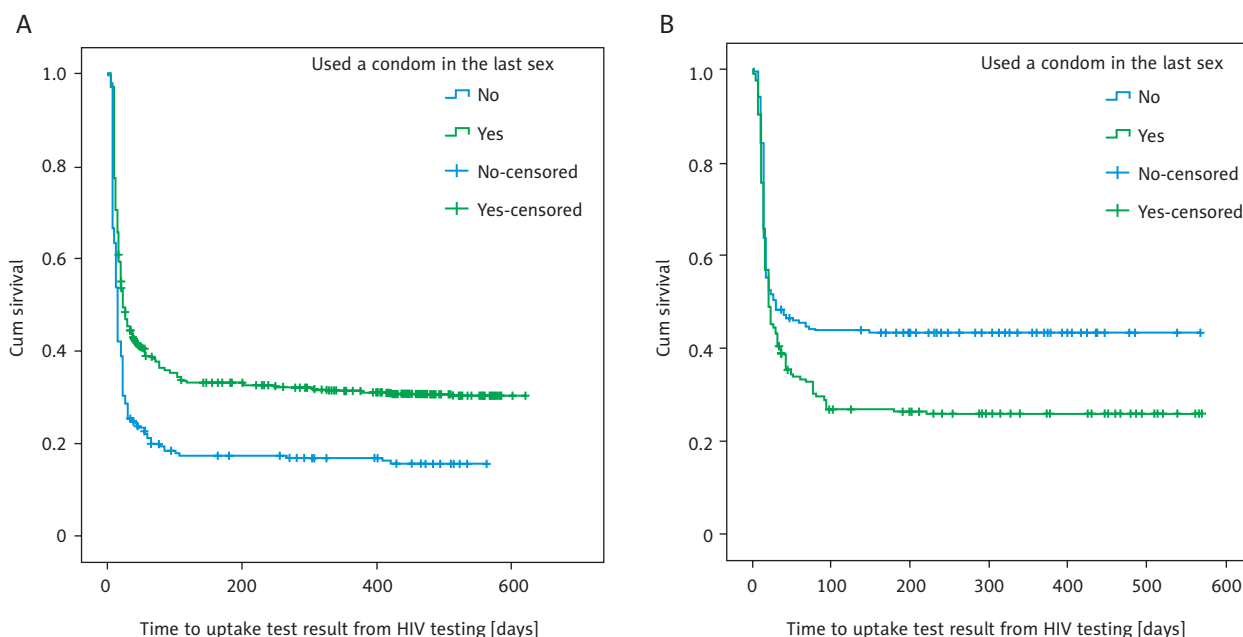 A
Used a condom in the last sex
No
Yes
No-censored
Yes-censored
1.0
0.8
0.6
0.4
0.2
0
Cum sirvival
0 200 400 600
Time to uptake test result from HIV testing [days]
B
Used a condom in the last sex
No
Yes
No-censored
Yes-censored
1.0
0.8
0.6
0.4
0.2
0
Cum sirvival
0 100 200 300 400 500 600
Time to uptake test result from HIV testing [days]